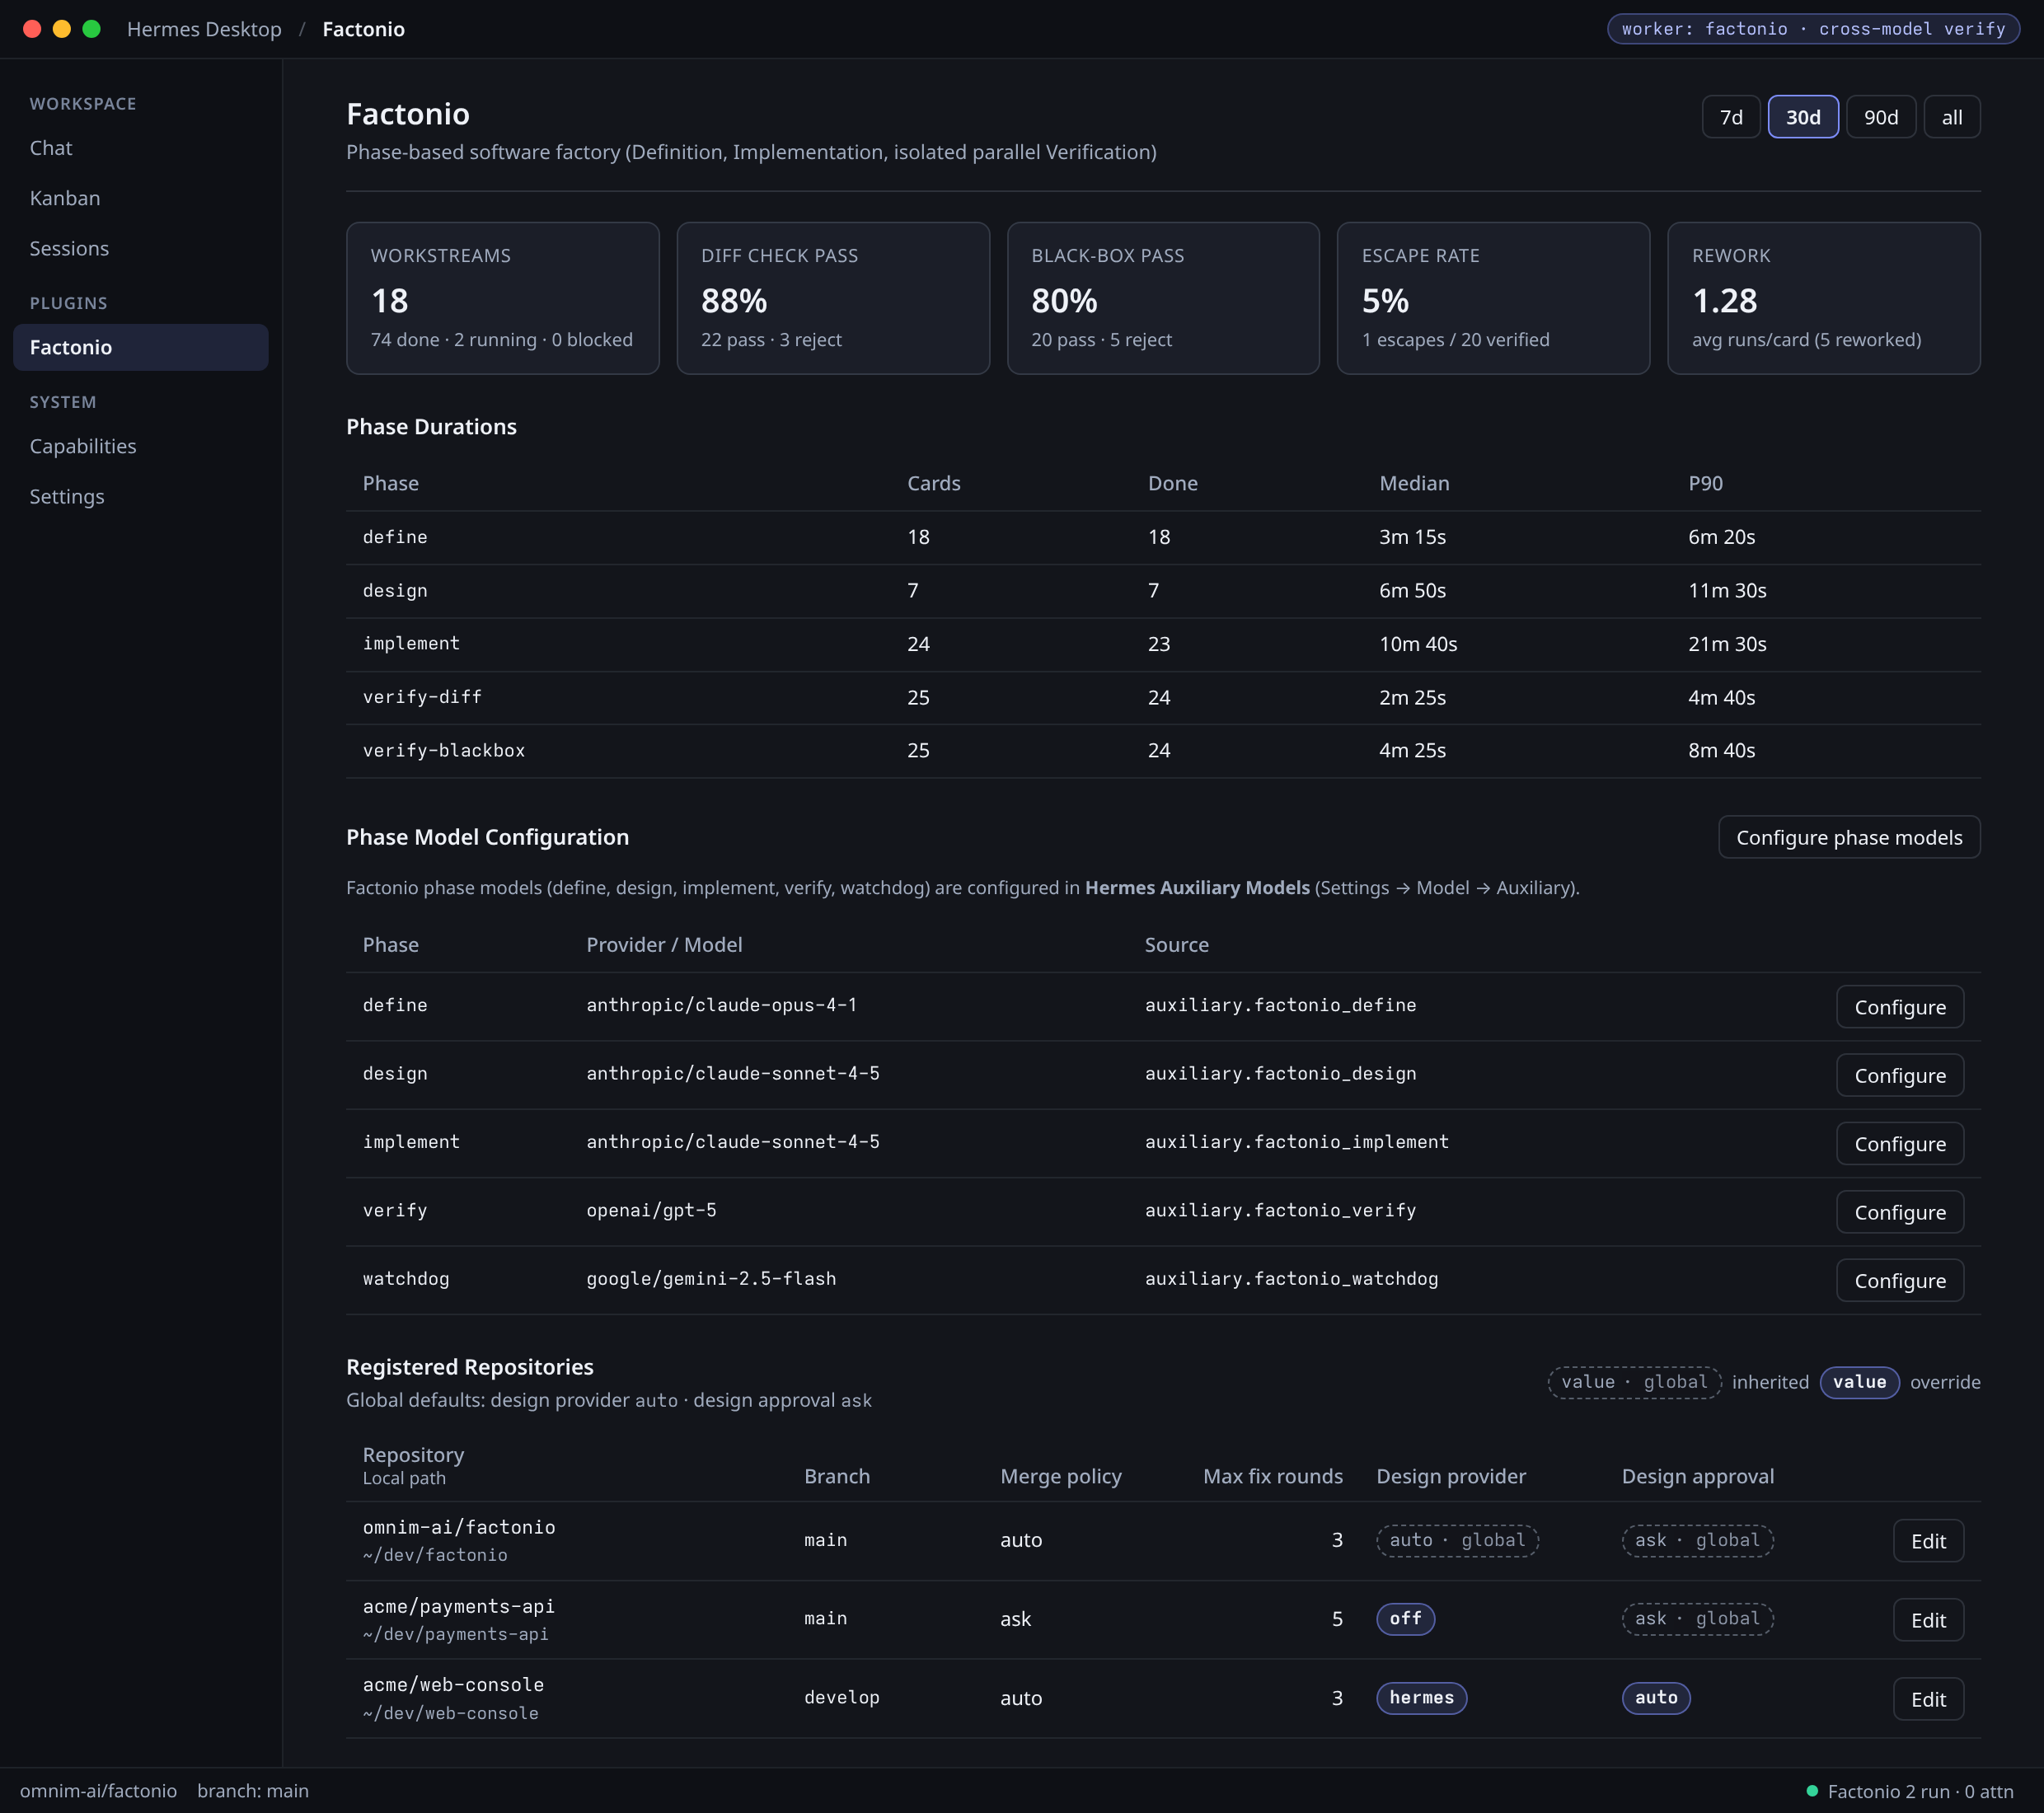 Hermes Desktop / Factonio
worker: factonio · cross-model verify
WORKSPACE
Chat
Kanban
Sessions
PLUGINS
Factonio
SYSTEM
Capabilities
Settings
Factonio
Phase-based software factory (Definition, Implementation, isolated parallel Verification)
7d 30d 90d all
WORKSTREAMS
18
74 done · 2 running · 0 blocked
DIFF CHECK PASS
88%
22 pass · 3 reject
BLACK-BOX PASS
80%
20 pass · 5 reject
ESCAPE RATE
5%
1 escapes / 20 verified
REWORK
1.28
avg runs/card (5 reworked)
Phase Durations
Phase Cards Done Median P90
define 18 18 3m 15s 6m 20s
design 7 7 6m 50s 11m 30s
implement 24 23 10m 40s 21m 30s
verify-diff 25 24 2m 25s 4m 40s
verify-blackbox 25 24 4m 25s 8m 40s
Phase Model Configuration
Configure phase models
Factonio phase models (define, design, implement, verify, watchdog) are configured in Hermes Auxiliary Models (Settings → Model → Auxiliary).
Phase Provider / Model Source
define anthropic/claude-opus-4-1 auxiliary.factonio_define Configure
design anthropic/claude-sonnet-4-5 auxiliary.factonio_design Configure
implement anthropic/claude-sonnet-4-5 auxiliary.factonio_implement Configure
verify openai/gpt-5 auxiliary.factonio_verify Configure
watchdog google/gemini-2.5-flash auxiliary.factonio_watchdog Configure
Registered Repositories
Global defaults: design provider auto · design approval ask
value · global inherited value override
Repository
Local path
Branch Merge policy Max fix rounds Design provider Design approval
omnim-ai/factonio
~/dev/factonio
main auto 3 auto · global ask · global Edit
acme/payments-api
~/dev/payments-api
main ask 5 off ask · global Edit
acme/web-console
~/dev/web-console
develop auto 3 hermes auto Edit
omnim-ai/factonio branch: main
Factonio 2 run · 0 attn